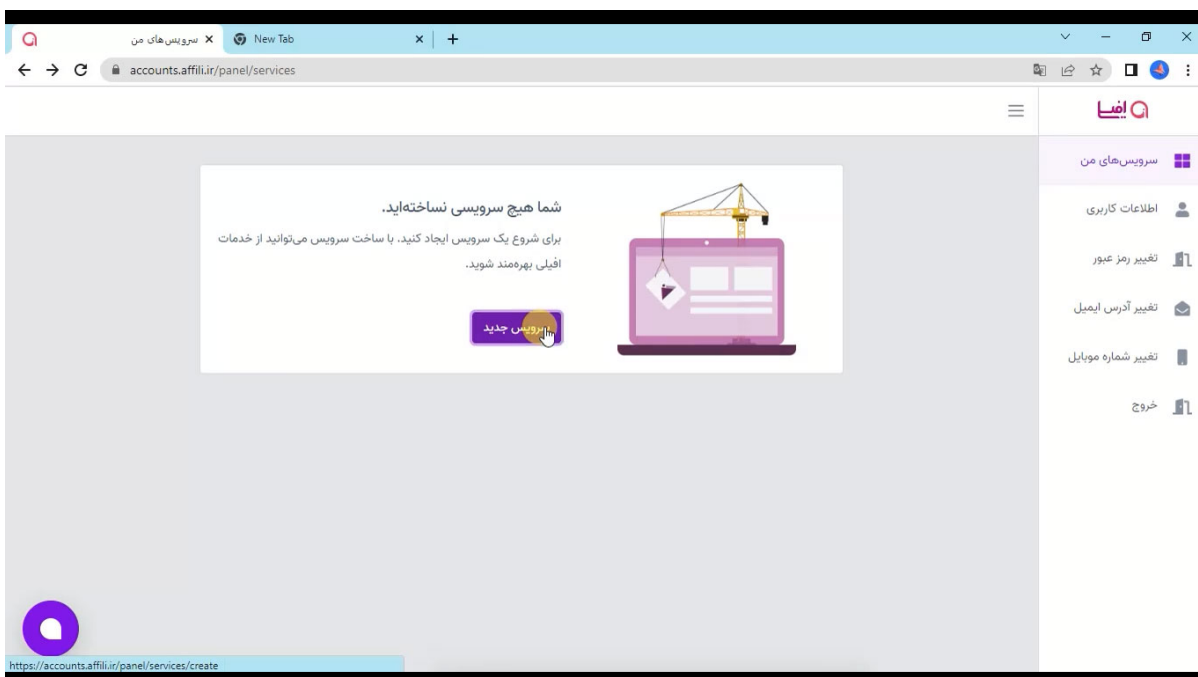 سرویس‌های من
New Tab
accounts.affili.ir/panel/services
افیلی
سرویس‌های من
اطلاعات کاربری
تغییر رمز عبور
تغییر آدرس ایمیل
تغییر شماره موبایل
خروج
شما هیچ سرویسی نساخته‌اید.
برای شروع یک سرویس ایجاد کنید. با ساخت سرویس می‌توانید از خدمات
افیلی بهره‌مند شوید.
سرویس جدید
https://accounts.affili.ir/panel/services/create